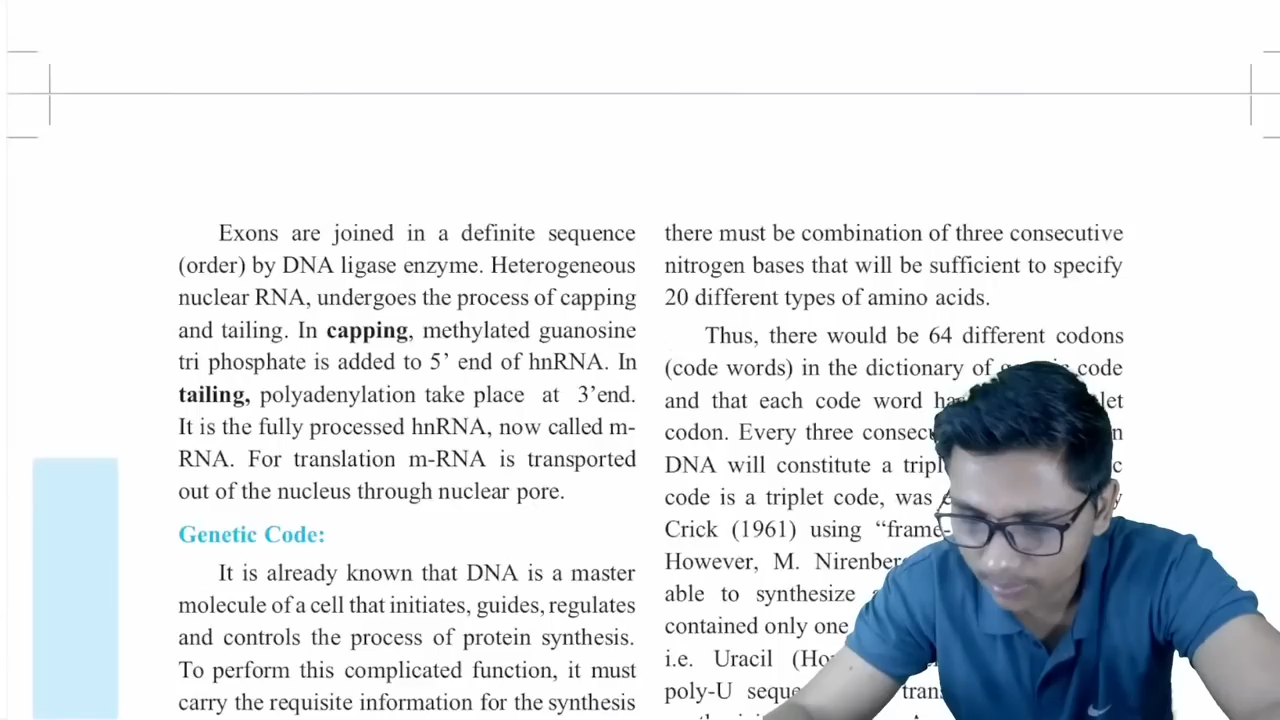 Exons are joined in a definite sequence
(order) by DNA ligase enzyme. Heterogeneous
nuclear RNA, undergoes the process of capping
and tailing. In capping, methylated guanosine
tri phosphate is added to 5’ end of hnRNA. In
tailing, polyadenylation take place at 3’end.
It is the fully processed hnRNA, now called m-
RNA. For translation m-RNA is transported
out of the nucleus through nuclear pore.
Genetic Code:
It is already known that DNA is a master
molecule of a cell that initiates, guides, regulates
and controls the process of protein synthesis.
To perform this complicated function, it must
carry the requisite information for the synthesis
there must be combination of three consecutive
nitrogen bases that will be sufficient to specify
20 different types of amino acids.
Thus, there would be 64 different codons
(code words) in the dictionary of code
and that each code word
codon. Every three
DNA will constitute a
code is a triplet code, was
Crick (1961) using “frame-
However, M.
able to synthesize
contained only one
i.e. Uracil
poly-U